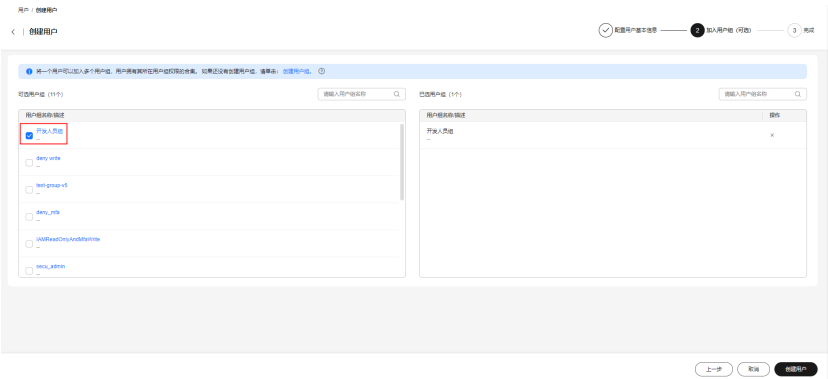 用户 / 创建用户
< | 创建用户
配置用户基本信息
2 加入用户组（可选）
3 完成
将一个用户可以加入多个用户组，用户拥有其所在用户组权限的合集。 如果还没有创建用户组，请单击：创建用户组。
可选用户组（11个）
请输入用户组名称
已选用户组（1个）
请输入用户组名称
用户组名称/描述
用户组名称/描述
操作
开发人员组
--
开发人员组
--
×
deny write
--
test-group-v5
--
deny_mfa
--
IAMReadOnlyAndMfaWrite
--
secu_admin
--
上一步
取消
创建用户